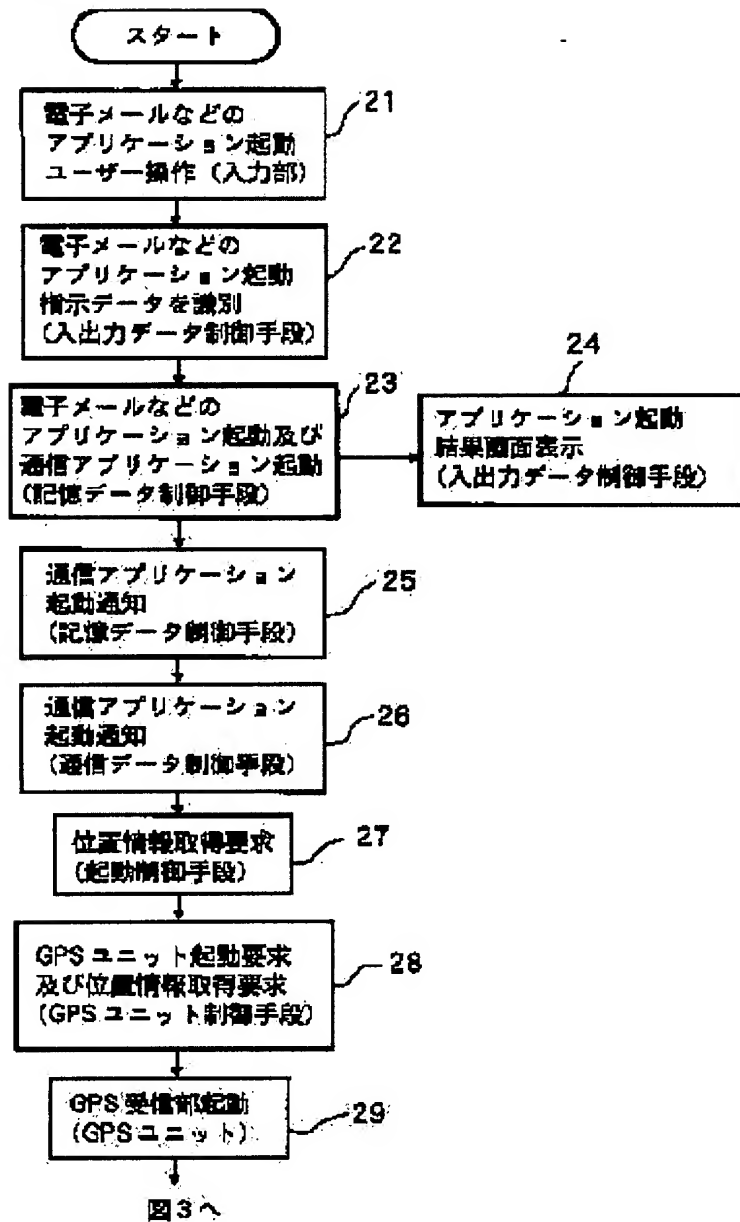 スタート
電子メールなどの
アプリケーション起動
ユーザー操作(入力部)
21
電子メールなどの
アプリケーション起動
指示データを識別
(入出力データ制御手段)
22
電子メールなどの
アプリケーション起動及び
通信アプリケーション起動
(記憶データ制御手段)
23
アプリケーション起動
結果画面表示
(入出力データ制御手段)
24
通信アプリケーション
起動通知
(記憶データ制御手段)
25
通信アプリケーション
起動通知
(通信データ制御手段)
26
位置情報取得要求
(起動制御手段)
27
GPSユニット起動要求
及び位置情報取得要求
(GPSユニット制御手段)
28
GPS受信部起動
(GPSユニット)
29
図3へ